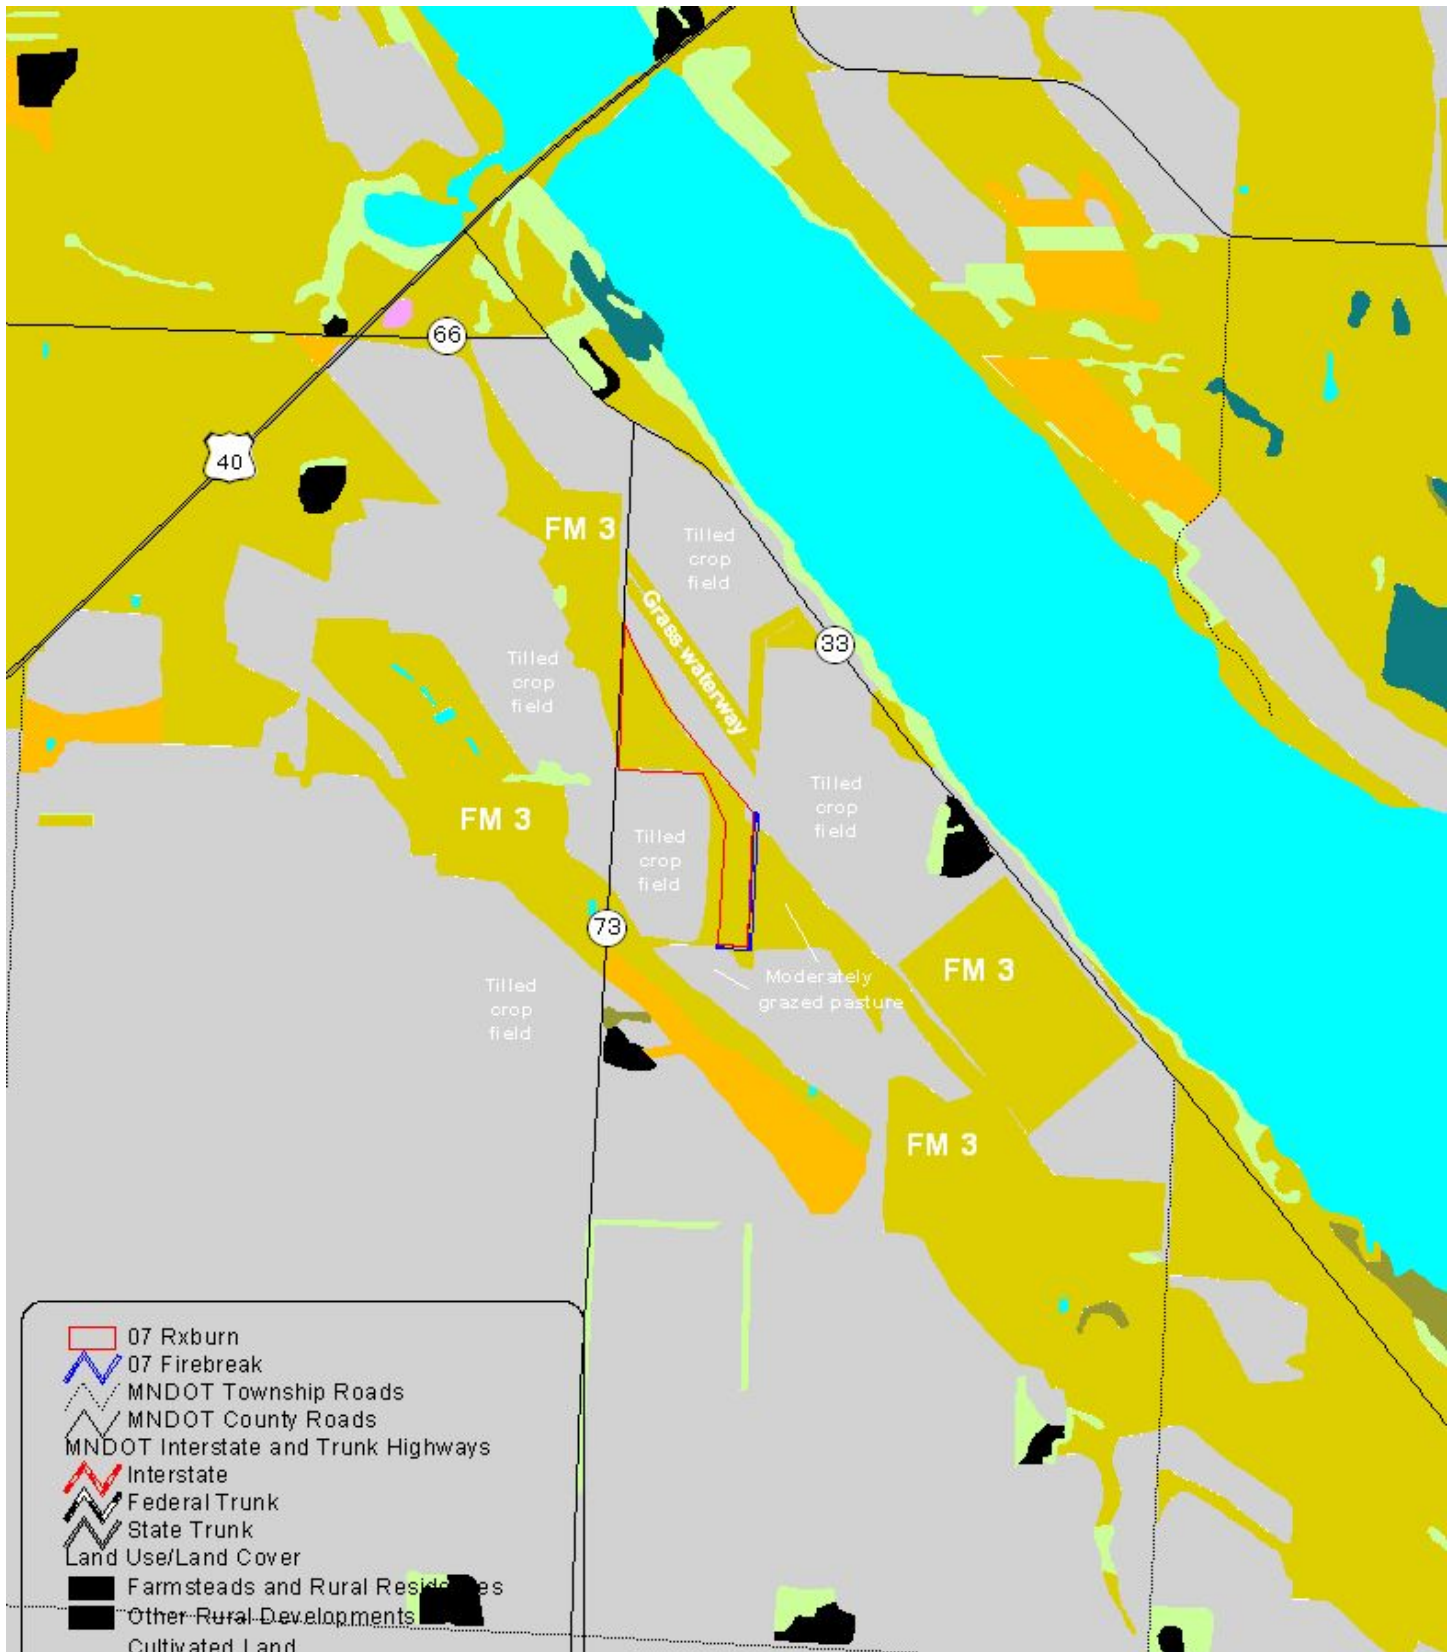 66
40
FM 3
Tilled
crop
field
Grass waterway
33
Tilled
crop
field
Tilled
crop
field
FM 3
Tilled
crop
field
73
FM 3
Moderately
grazed pasture
Tilled
crop
field
FM 3
07 Rxburn
07 Firebreak
MNDOT Township Roads
MNDOT County Roads
MNDOT Interstate and Trunk Highways
Interstate
Federal Trunk
State Trunk
Land Use/Land Cover
Farmsteads and Rural Residences
Other Rural Developments
Cultivated Land